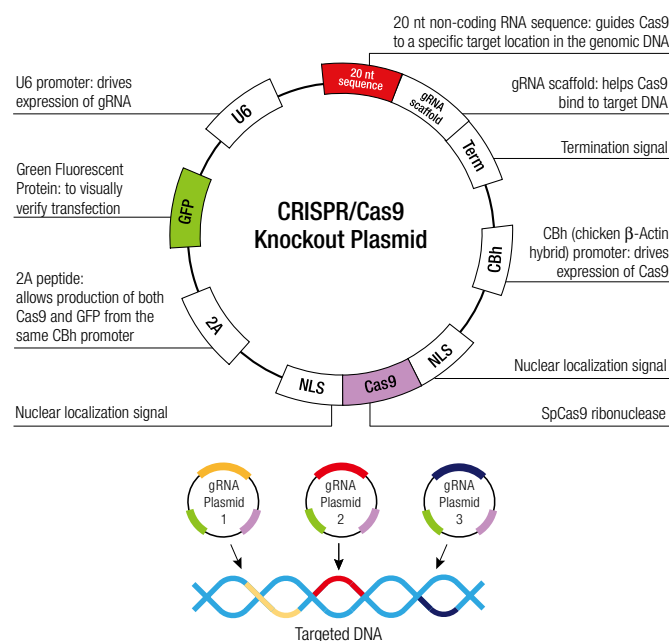 20 nt non-coding RNA sequence: guides Cas9
to a specific target location in the genomic DNA
U6 promoter: drives
expression of gRNA
gRNA scaffold: helps Cas9
bind to target DNA
Termination signal
Green Fluorescent
Protein: to visually
verify transfection
CBh (chicken β-Actin
hybrid) promoter: drives
expression of Cas9
2A peptide:
allows production of both
Cas9 and GFP from the
same CBh promoter
Nuclear localization signal
Nuclear localization signal
SpCas9 ribonuclease
20 nt
sequence
gRNA
scaffold
Term
CBh
NLS
Cas9
NLS
2A
GFP
U6
CRISPR/Cas9
Knockout Plasmid
gRNA
Plasmid
1
gRNA
Plasmid
2
gRNA
Plasmid
3
Targeted DNA